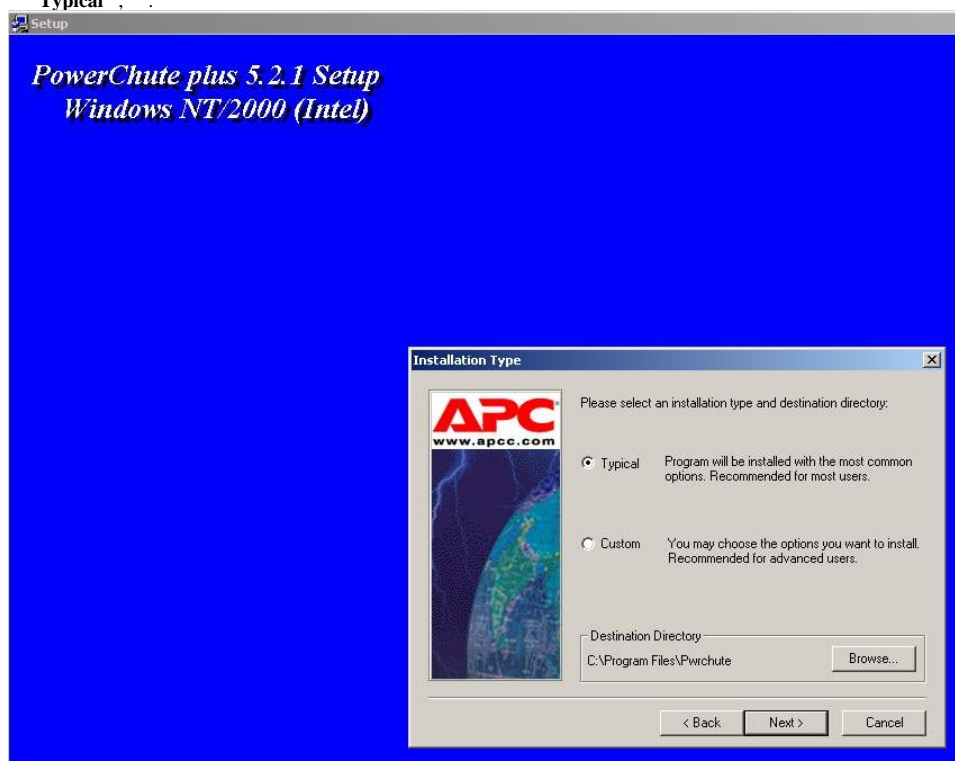 Typical , .
Setup
PowerChute plus 5.2.1 Setup
Windows NT/2000 (Intel)
Installation Type
APC
www.apcc.com
Please select an installation type and destination directory:
Typical
Program will be installed with the most common
options. Recommended for most users.
Custom
You may choose the options you want to install.
Recommended for advanced users.
Destination Directory
C:\Program Files\Pwrchute
Browse...
< Back
Next >
Cancel